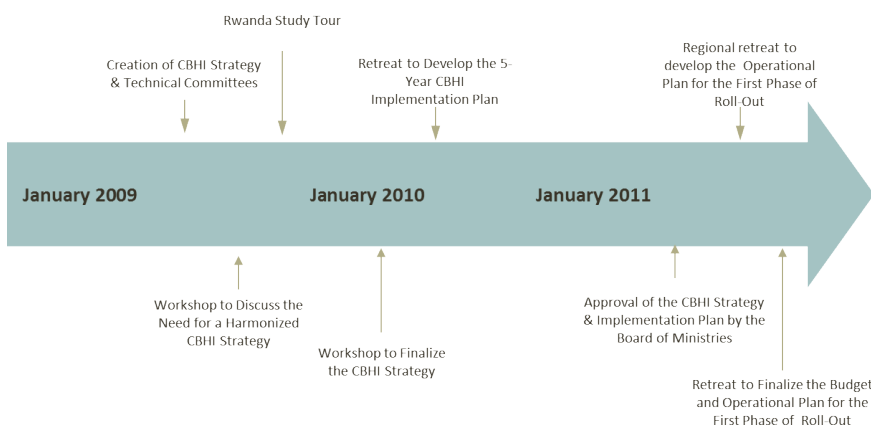 Rwanda Study Tour
Creation of CBHI Strategy
& Technical Committees
Retreat to Develop the 5-
Year CBHI
Implementation Plan
Regional retreat to
develop the Operational
Plan for the First Phase of
Roll-Out
January 2009
January 2010
January 2011
Workshop to Discuss the
Need for a Harmonized
CBHI Strategy
Workshop to Finalize
the CBHI Strategy
Approval of the CBHI Strategy
& Implementation Plan by the
Board of Ministries
Retreat to Finalize the Budget
and Operational Plan for the
First Phase of Roll-Out